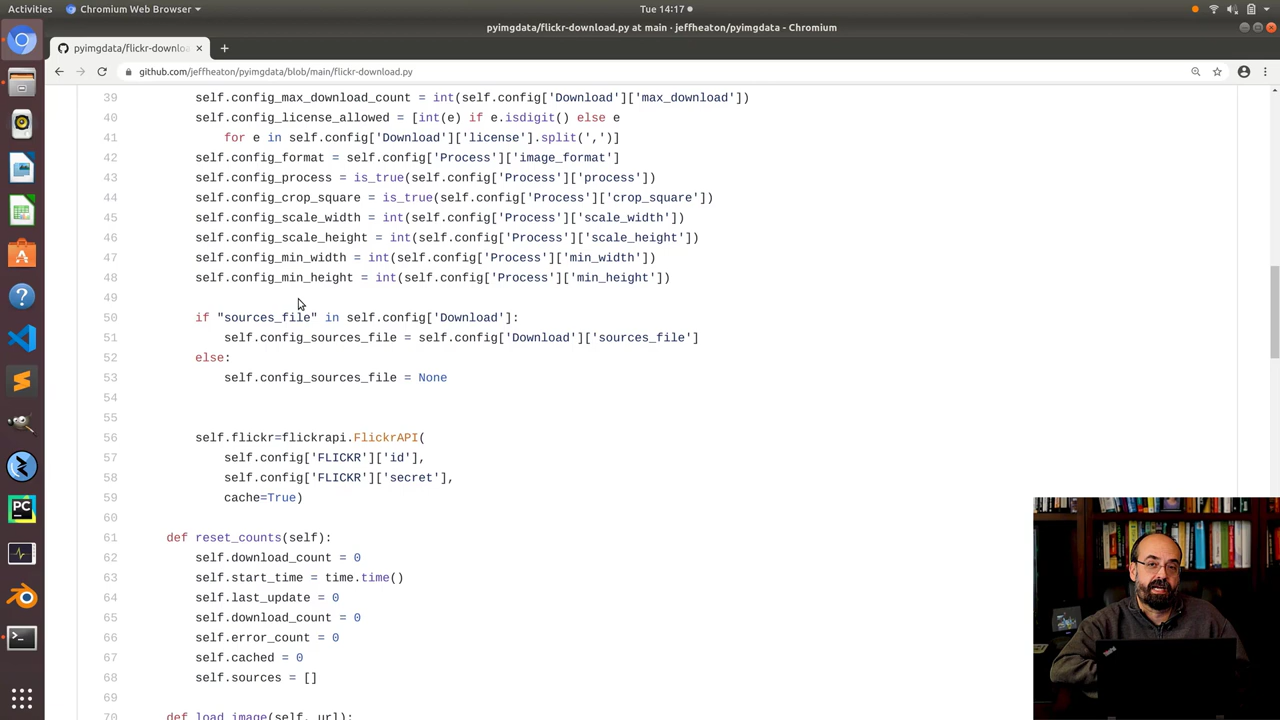 Activities
Chromium Web Browser
Tue 14:17
pyimgdata/flickr-download.py at main · jeffheaton/pyimgdata - Chromium
pyimgdata/flickr-downloa
github.com/jeffheaton/pyimgdata/blob/main/flickr-download.py
39 self.config_max_download_count = int(self.config['Download']['max_download'])
40 self.config_license_allowed = [int(e) if e.isdigit() else e
41 for e in self.config['Download']['license'].split(',')]
42 self.config_format = self.config['Process']['image_format']
43 self.config_process = is_true(self.config['Process']['process'])
44 self.config_crop_square = is_true(self.config['Process']['crop_square'])
45 self.config_scale_width = int(self.config['Process']['scale_width'])
46 self.config_scale_height = int(self.config['Process']['scale_height'])
47 self.config_min_width = int(self.config['Process']['min_width'])
48 self.config_min_height = int(self.config['Process']['min_height'])
49
50 if "sources_file" in self.config['Download']:
51 self.config_sources_file = self.config['Download']['sources_file']
52 else:
53 self.config_sources_file = None
54
55
56 self.flickr=flickrapi.FlickrAPI(
57 self.config['FLICKR']['id'],
58 self.config['FLICKR']['secret'],
59 cache=True)
60
61 def reset_counts(self):
62 self.download_count = 0
63 self.start_time = time.time()
64 self.last_update = 0
65 self.download_count = 0
66 self.error_count = 0
67 self.cached = 0
68 self.sources = []
69
70 def load_image(self, url):